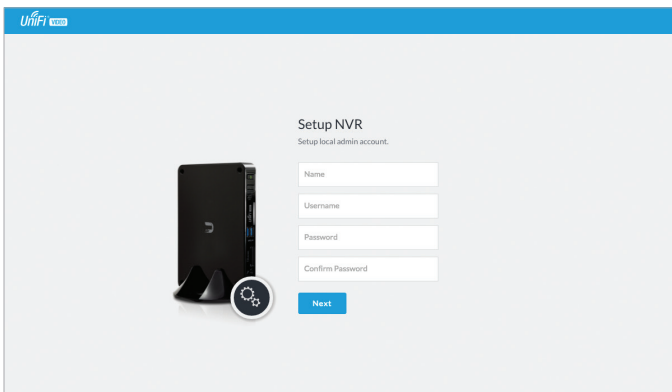 UniFi VIDEO
Setup NVR
Setup local admin account.
Name
Username
Password
Confirm Password
Next